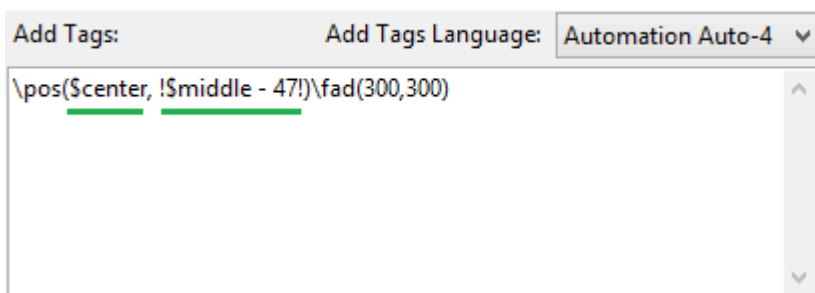 Add Tags: Add Tags Language: Automation Auto-4
\pos($center, !$middle - 47!)\fad(300,300)